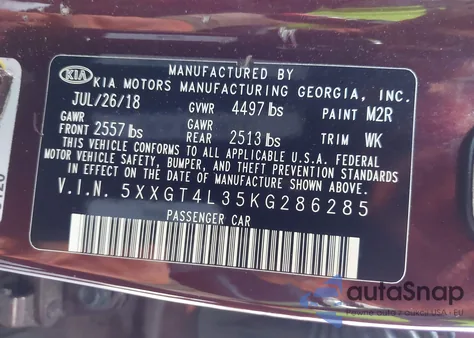 MANUFACTURED BY
KIA KIA MOTORS MANUFACTURING GEORGIA, INC.
JUL/26/18 GVWR 4497 lbs PAINT M2R
GAWR FRONT 2557 lbs GAWR REAR 2513 lbs TRIM WK
THIS VEHICLE CONFORMS TO ALL APPLICABLE U.S.A. FEDERAL
MOTOR VEHICLE SAFETY, BUMPER, AND THEFT PREVENTION STANDARDS
IN EFFECT ON THE DATE OF MANUFACTURE SHOWN ABOVE.
V.I.N. 5XXGT4L35KG286285
PASSENGER CAR
autoSnap